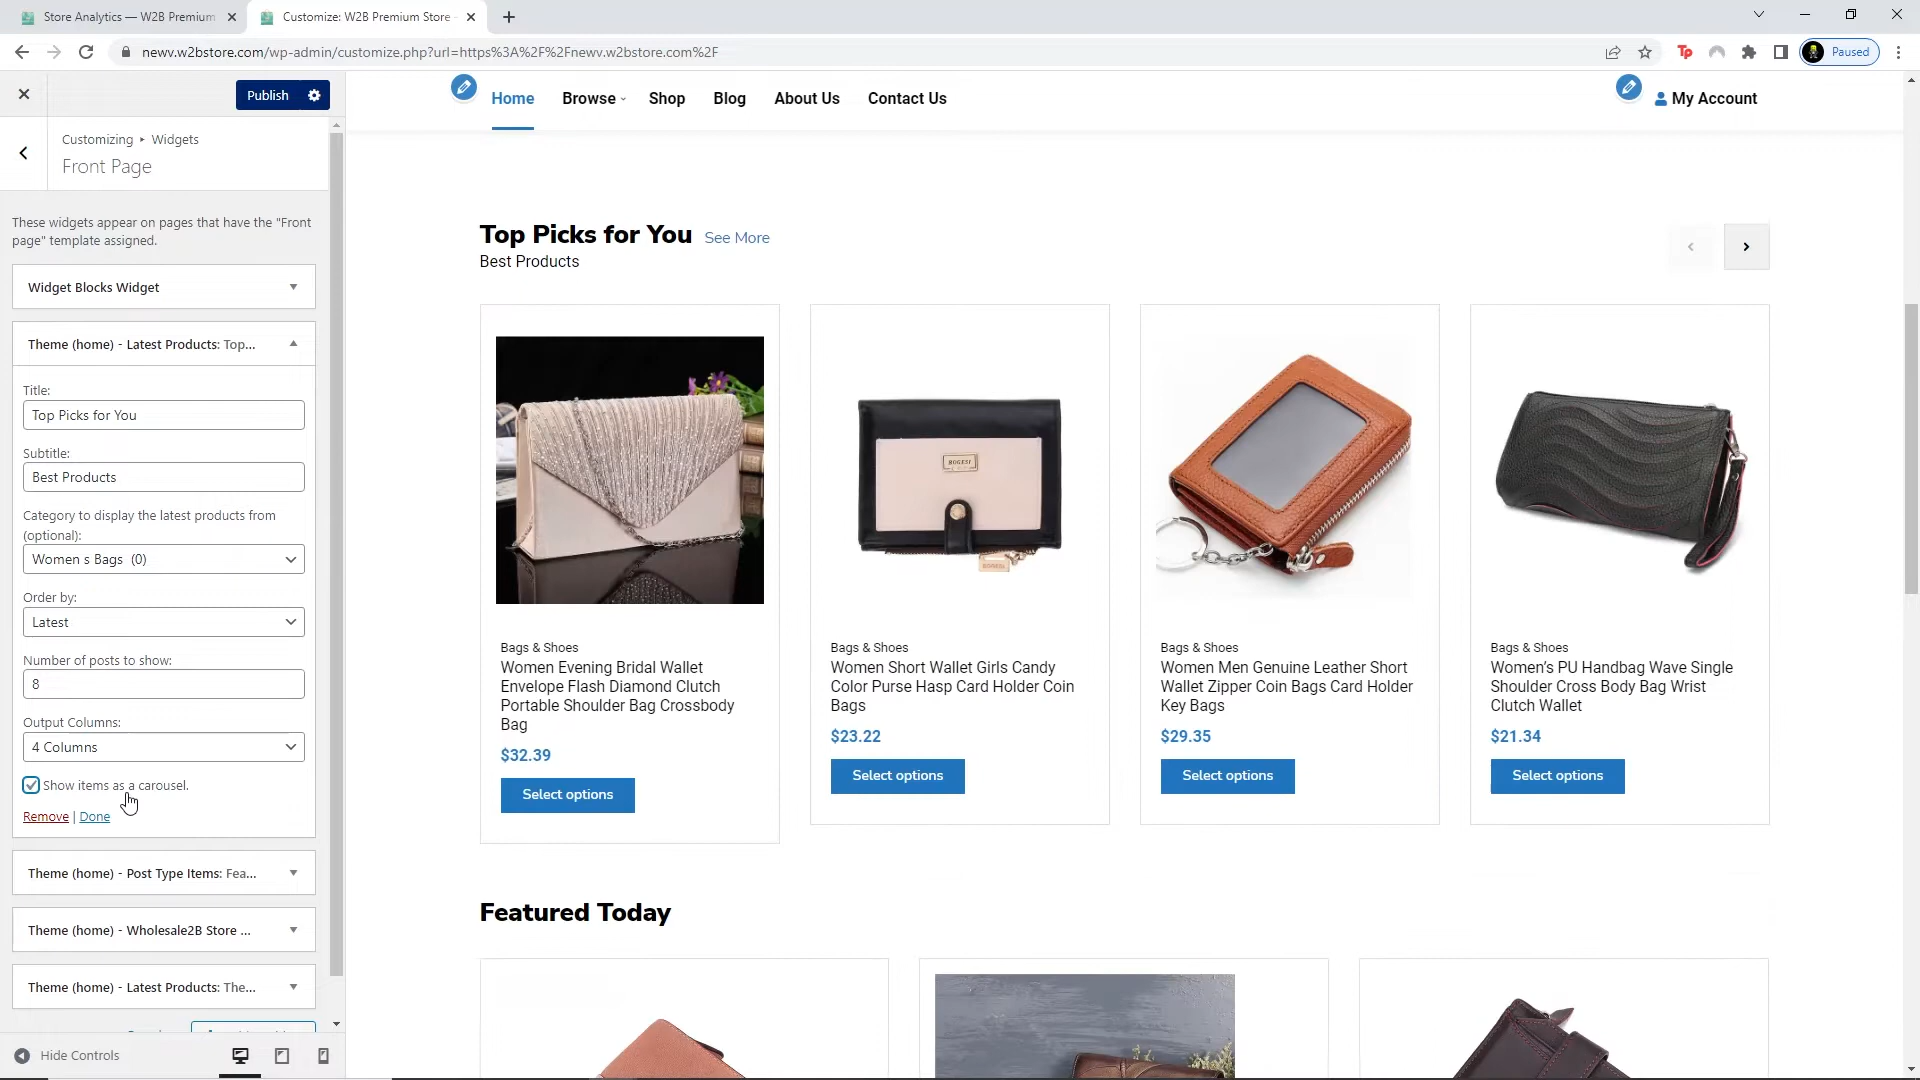 Store Analytics — W2B Premium
Customize: W2B Premium Store -
newv.w2bstore.com/wp-admin/customize.php?url=https%3A%2F%2Fnewv.w2bstore.com%2F
Tp
Paused
Publish
Customizing ▸ Widgets
Front Page
These widgets appear on pages that have the "Front
page" template assigned.
Widget Blocks Widget
Theme (home) - Latest Products: Top...
Title:
Top Picks for You
Subtitle:
Best Products
Category to display the latest products from
(optional):
Women s Bags (0)
Order by:
Latest
Number of posts to show:
8
Output Columns:
4 Columns
Show items as a carousel.
Remove | Done
Theme (home) - Post Type Items: Fea...
Theme (home) - Wholesale2B Store ...
Theme (home) - Latest Products: The...
Hide Controls
Home Browse Shop Blog About Us Contact Us
My Account
Top Picks for You See More
Best Products
Bags & Shoes
Women Evening Bridal Wallet
Envelope Flash Diamond Clutch
Portable Shoulder Bag Crossbody
Bag
$32.39
Select options
BOGESI
Bags & Shoes
Women Short Wallet Girls Candy
Color Purse Hasp Card Holder Coin
Bags
$23.22
Select options
Bags & Shoes
Women Men Genuine Leather Short
Wallet Zipper Coin Bags Card Holder
Key Bags
$29.35
Select options
Bags & Shoes
Women’s PU Handbag Wave Single
Shoulder Cross Body Bag Wrist
Clutch Wallet
$21.34
Select options
Featured Today